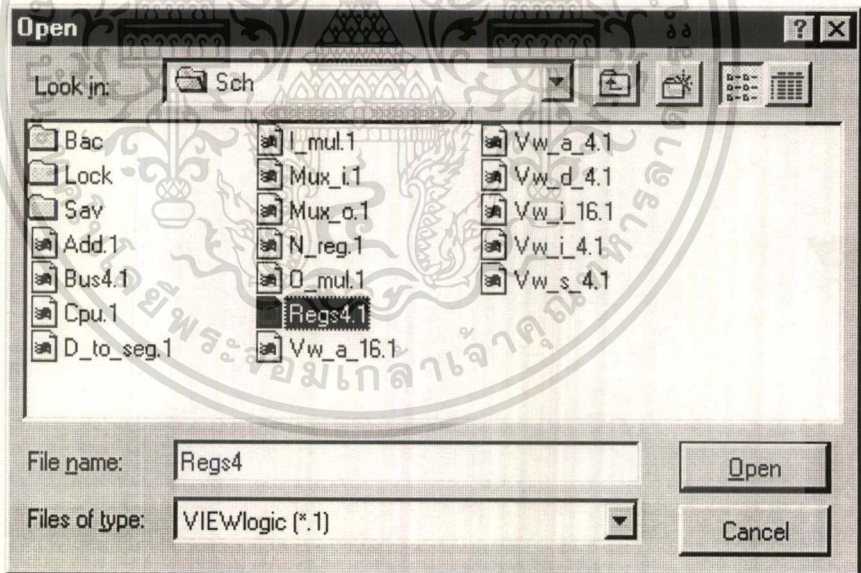 Open
Look in: Sch
Bac
Lock
Sav
Add.1
Bus4.1
Cpu.1
D_to_seg.1
I_mul.1
Mux_i.1
Mux_o.1
N_reg.1
O_mul.1
Regs4.1
Vw_a_16.1
Vw_a_4.1
Vw_d_4.1
Vw_i_16.1
Vw_i_4.1
Vw_s_4.1
File name: Regs4
Open
Files of type: VIEWlogic (*.1)
Cancel